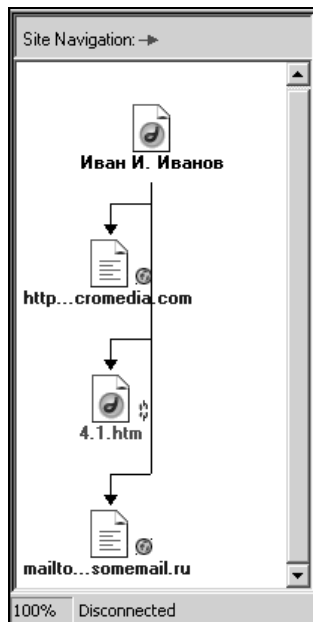 Site Navigation:
Иван И. Иванов
http...cromedia.com
4.1.htm
mailto...somemail.ru
100% Disconnected